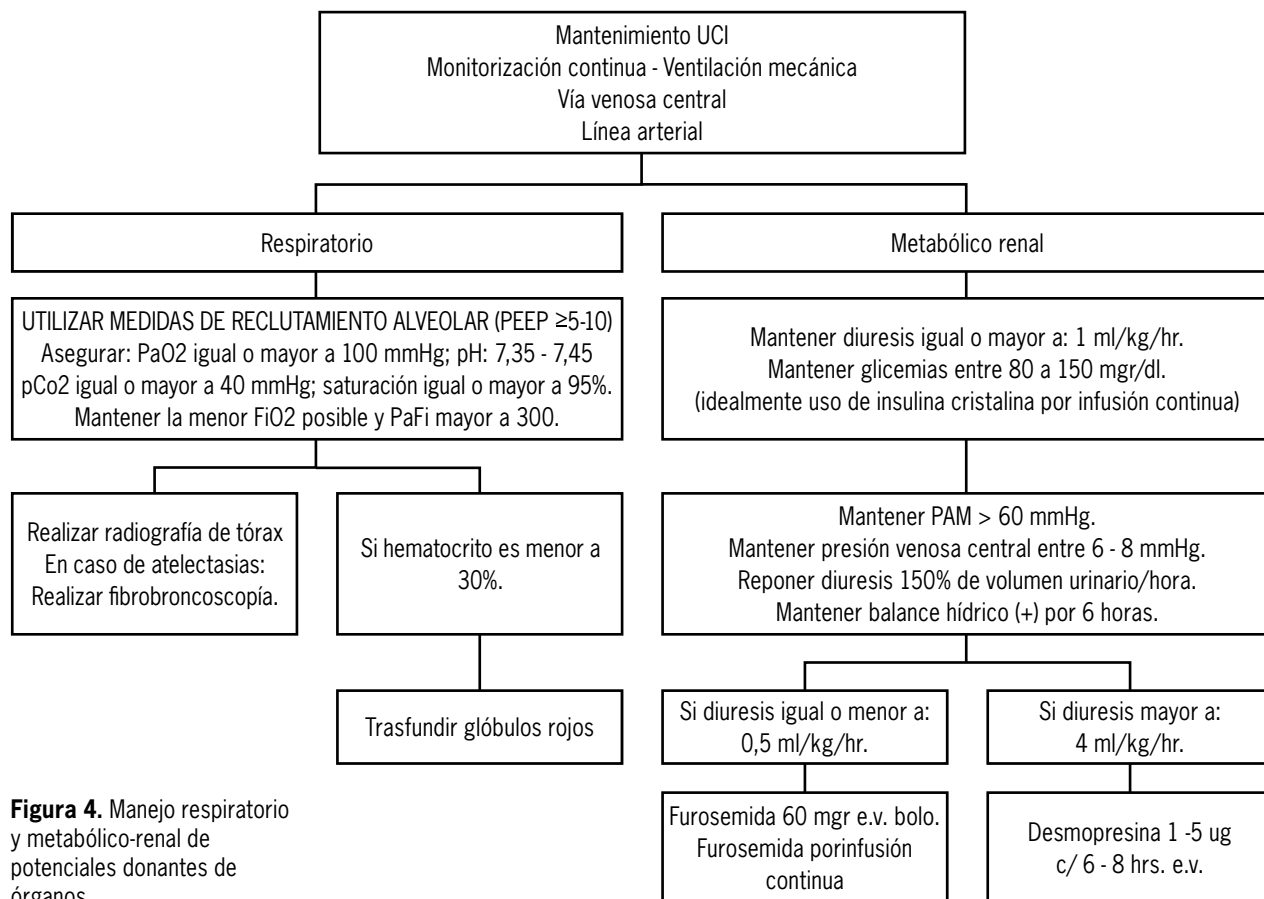 Mantenimiento UCI
Monitorización continua - Ventilación mecánica
Vía venosa central
Línea arterial
Respiratorio
UTILIZAR MEDIDAS DE RECLUTAMIENTO ALVEOLAR (PEEP ≥5-10)
Asegurar: PaO2 igual o mayor a 100 mmHg; pH: 7,35 - 7,45
pCo2 igual o mayor a 40 mmHg; saturación igual o mayor a 95%.
Mantener la menor FiO2 posible y PaFi mayor a 300.
Realizar radiografía de tórax
En caso de atelectasias:
Realizar fibrobroncoscopía.
Si hematocrito es menor a
30%.
Trasfundir glóbulos rojos
Metabólico renal
Mantener diuresis igual o mayor a: 1 ml/kg/hr.
Mantener glicemias entre 80 a 150 mgr/dl.
(idealmente uso de insulina cristalina por infusión continua)
Mantener PAM > 60 mmHg.
Mantener presión venosa central entre 6 - 8 mmHg.
Reponer diuresis 150% de volumen urinario/hora.
Mantener balance hídrico (+) por 6 horas.
Si diuresis igual o menor a:
0,5 ml/kg/hr.
Furosemida 60 mgr e.v. bolo.
Furosemida porinfusión
continua
Si diuresis mayor a:
4 ml/kg/hr.
Desmopresina 1 -5 ug
c/ 6 - 8 hrs. e.v.
Figura 4. Manejo respiratorio
y metabólico-renal de
potenciales donantes de
órganos